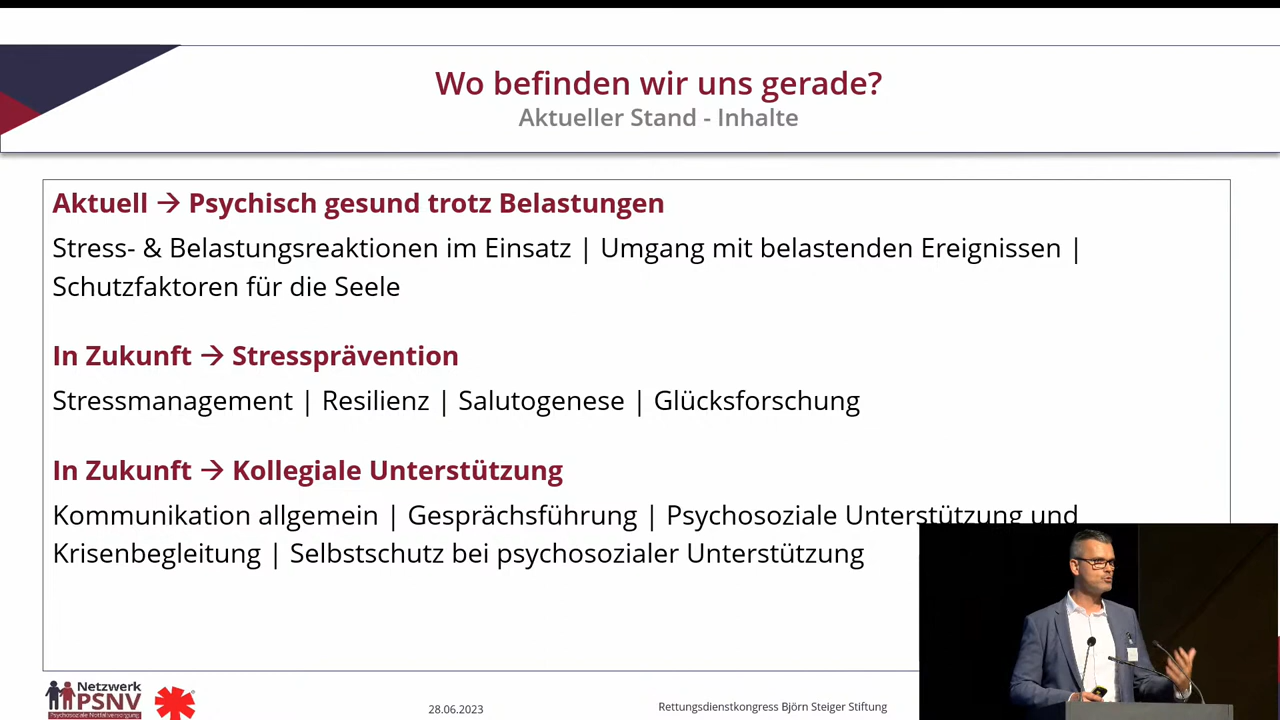 Wo befinden wir uns gerade?
Aktueller Stand - Inhalte
Aktuell → Psychisch gesund trotz Belastungen
Stress- & Belastungsreaktionen im Einsatz | Umgang mit belastenden Ereignissen |
Schutzfaktoren für die Seele
In Zukunft → Stressprävention
Stressmanagement | Resilienz | Salutogenese | Glücksforschung
In Zukunft → Kollegiale Unterstützung
Kommunikation allgemein | Gesprächsführung | Psychosoziale Unterstützung und
Krisenbegleitung | Selbstschutz bei psychosozialer Unterstützung
Netzwerk
PSNV
Psychosoziale Notfallversorgung
28.06.2023
Rettungsdienstkongress Björn Steiger Stiftung